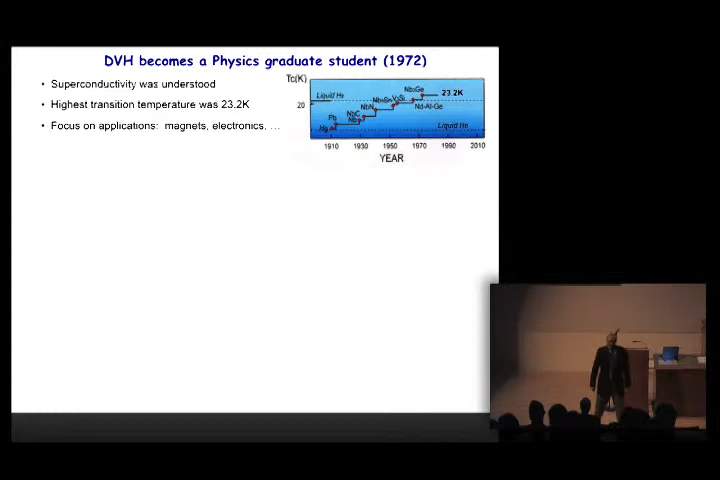 DVH becomes a Physics graduate student (1972)
• Superconductivity was understood
• Highest transition temperature was 23.2K
• Focus on applications: magnets, electronics, …
Tc(K)
Nb₃Ge
23.2K
Liquid H₂
Nb₃Sn
V₃Si
20
NbN
Nd-Al-Ge
NbC
Pb
Nb
Hg
Liquid He
1910 1930 1950 1970 1990 2010
YEAR